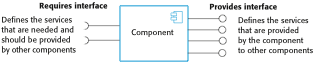 Requires interface
Defines the services
that are needed and
should be provided
by other components
Component
Provides interface
Defines the services
that are provided
by the component
to other components